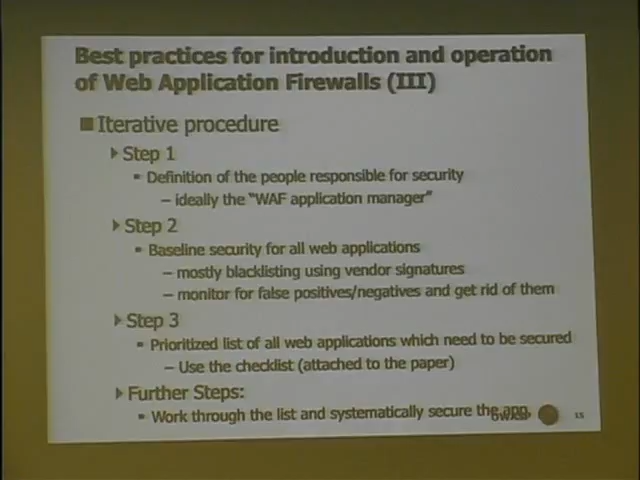 Best practices for introduction and operation
of Web Application Firewalls (III)
Iterative procedure
Step 1
Definition of the people responsible for security
– ideally the "WAF application manager"
Step 2
Baseline security for all web applications
– mostly blacklisting using vendor signatures
– monitor for false positives/negatives and get rid of them
Step 3
Prioritized list of all web applications which need to be secured
– Use the checklist (attached to the paper)
Further Steps:
Work through the list and systematically secure the app.
15